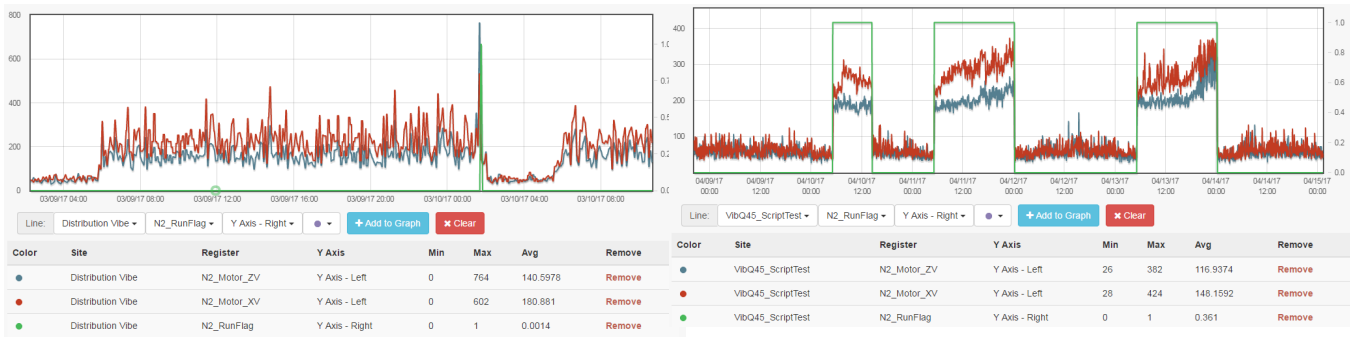 800
600
400
200
0
1.0
0.7
0.5
0.2
0.0
03/09/17 04:00 03/09/17 08:00 03/09/17 12:00 03/09/17 16:00 03/09/17 20:00 03/10/17 00:00 03/10/17 04:00 03/10/17 08:00
Line: Distribution Vibe N2_RunFlag Y Axis - Right + Add to Graph × Clear
Color Site Register Y Axis Min Max Avg Remove
Distribution Vibe N2_Motor_ZV Y Axis - Left 0 764 140.5978 Remove
Distribution Vibe N2_Motor_XV Y Axis - Left 0 602 180.881 Remove
Distribution Vibe N2_RunFlag Y Axis - Right 0 1 0.0014 Remove
400
300
200
100
1.0
0.8
0.6
0.4
0.2
0.0
04/09/17 04/09/17 04/10/17 04/10/17 04/11/17 04/11/17 04/12/17 04/12/17 04/13/17 04/13/17 04/14/17 04/14/17 04/15/17
00:00 12:00 00:00 12:00 00:00 12:00 00:00 12:00 00:00 12:00 00:00 12:00 00:00
Line: VibQ45_ScriptTest N2_RunFlag Y Axis - Right + Add to Graph × Clear
Color Site Register Y Axis Min Max Avg Remove
VibQ45_ScriptTest N2_Motor_ZV Y Axis - Left 26 382 116.9374 Remove
VibQ45_ScriptTest N2_Motor_XV Y Axis - Left 28 424 148.1592 Remove
VibQ45_ScriptTest N2_RunFlag Y Axis - Right 0 1 0.361 Remove